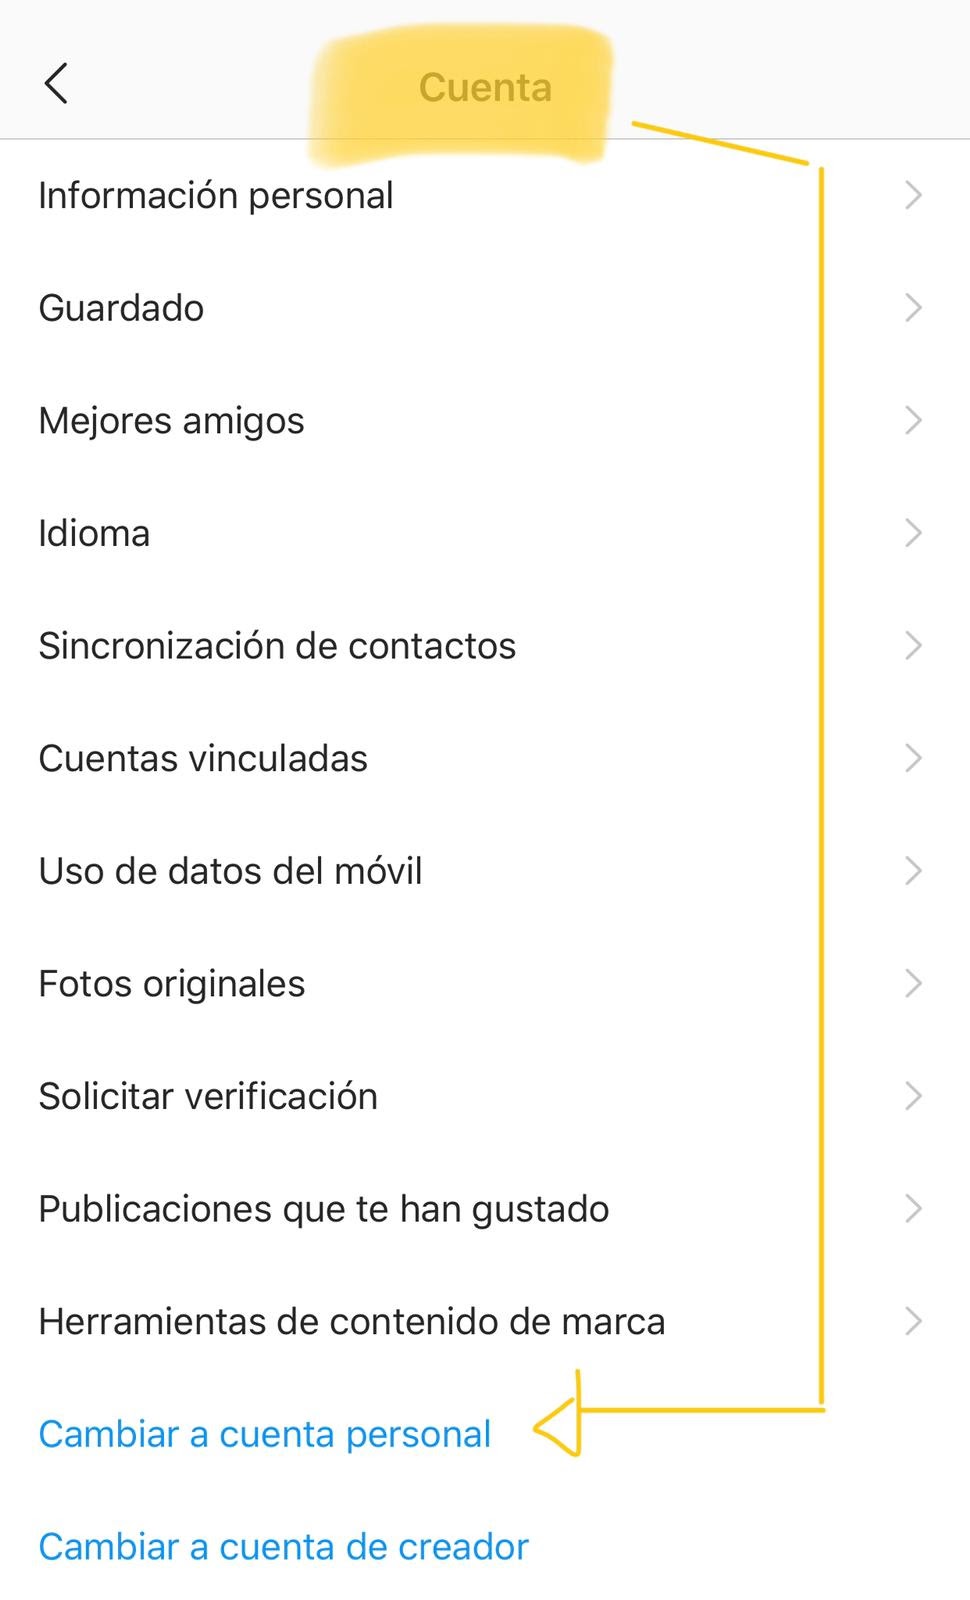 Cuenta
Información personal
Guardado
Mejores amigos
Idioma
Sincronización de contactos
Cuentas vinculadas
Uso de datos del móvil
Fotos originales
Solicitar verificación
Publicaciones que te han gustado
Herramientas de contenido de marca
Cambiar a cuenta personal
Cambiar a cuenta de creador